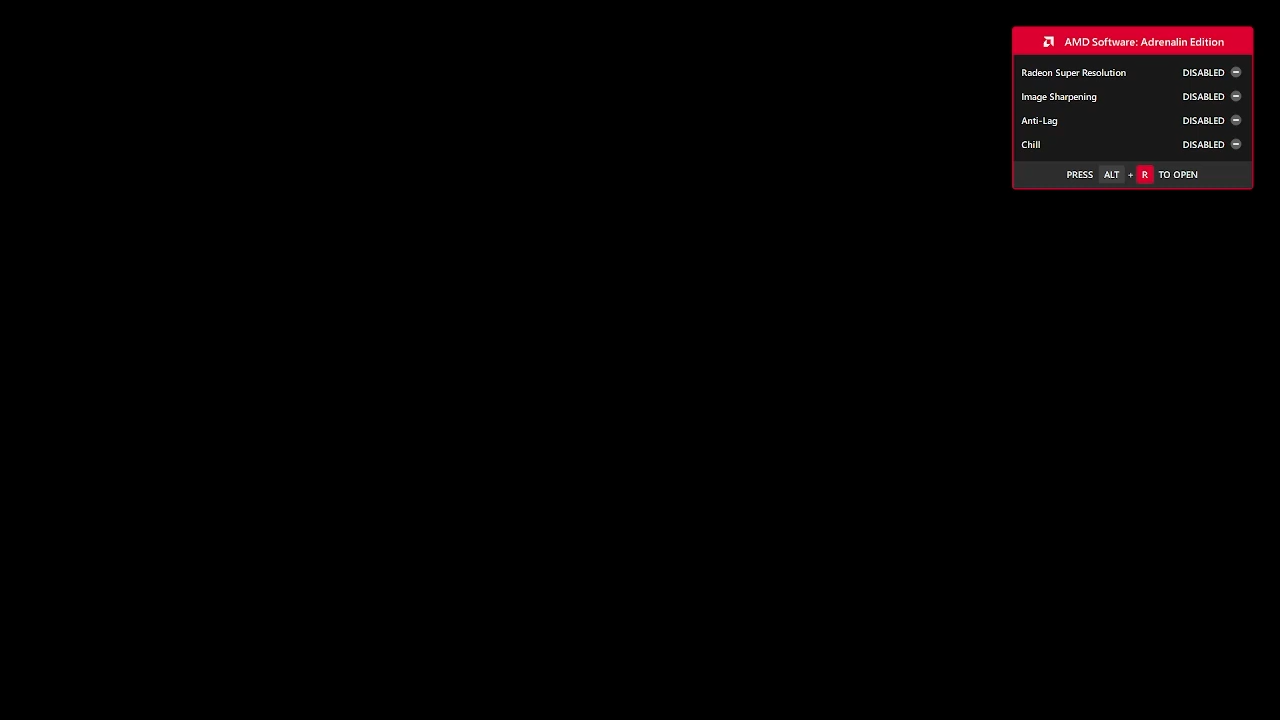 AMD Software: Adrenalin Edition
Radeon Super Resolution DISABLED
Image Sharpening DISABLED
Anti-Lag DISABLED
Chill DISABLED
PRESS ALT + R TO OPEN